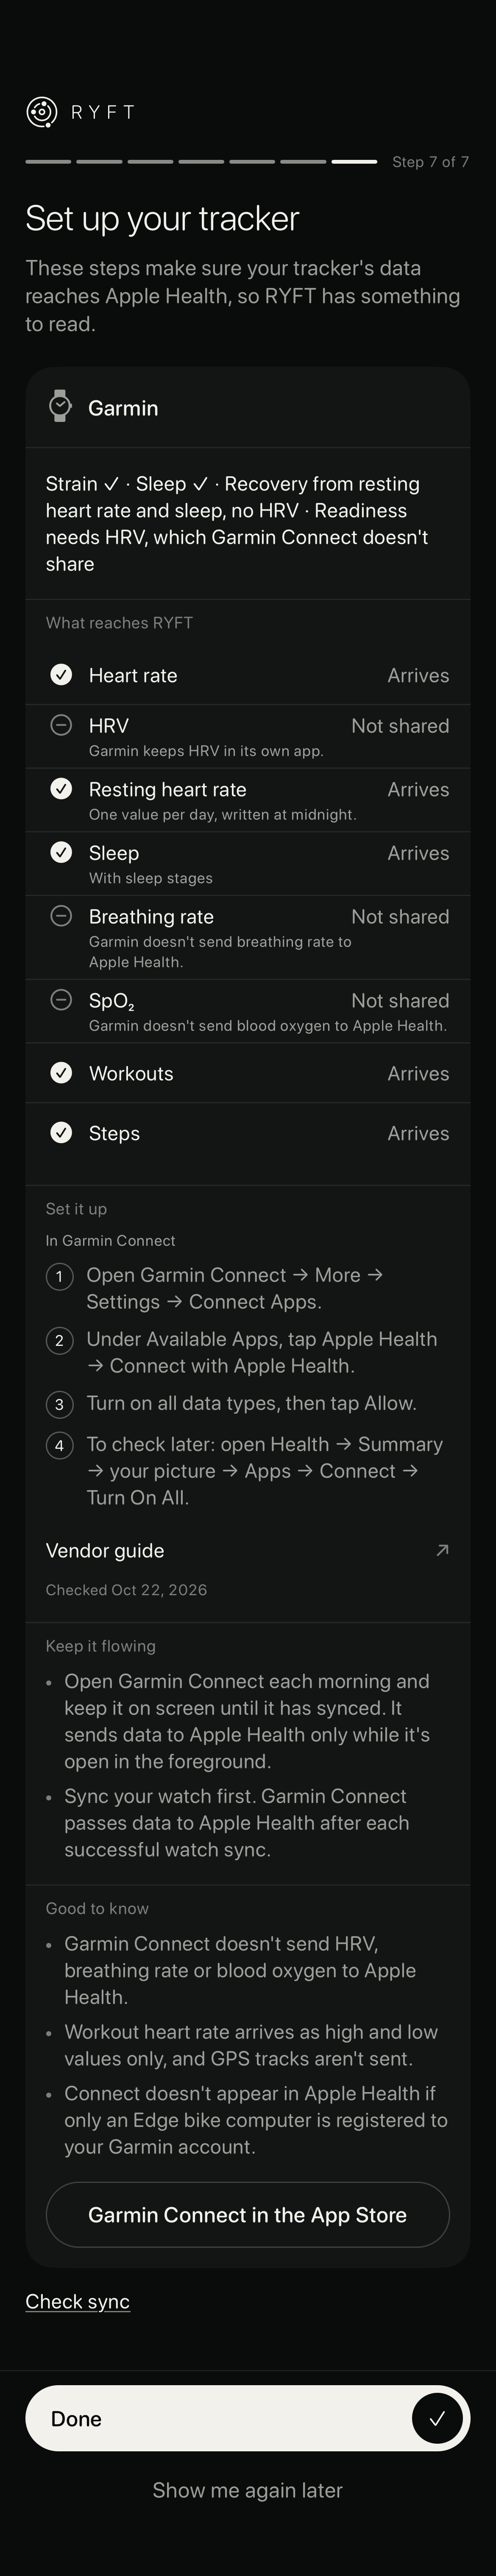 RYFT
Step 7 of 7
Set up your tracker
These steps make sure your tracker's data
reaches Apple Health, so RYFT has something
to read.
Garmin
Strain ✓ · Sleep ✓ · Recovery from resting
heart rate and sleep, no HRV · Readiness
needs HRV, which Garmin Connect doesn't
share
What reaches RYFT
Heart rate Arrives
HRV Not shared
Garmin keeps HRV in its own app.
Resting heart rate Arrives
One value per day, written at midnight.
Sleep Arrives
With sleep stages
Breathing rate Not shared
Garmin doesn't send breathing rate to
Apple Health.
SpO₂ Not shared
Garmin doesn't send blood oxygen to Apple Health.
Workouts Arrives
Steps Arrives
Set it up
In Garmin Connect
1 Open Garmin Connect → More →
Settings → Connect Apps.
2 Under Available Apps, tap Apple Health
→ Connect with Apple Health.
3 Turn on all data types, then tap Allow.
4 To check later: open Health → Summary
→ your picture → Apps → Connect →
Turn On All.
Vendor guide ↗
Checked Oct 22, 2026
Keep it flowing
• Open Garmin Connect each morning and
keep it on screen until it has synced. It
sends data to Apple Health only while it's
open in the foreground.
• Sync your watch first. Garmin Connect
passes data to Apple Health after each
successful watch sync.
Good to know
• Garmin Connect doesn't send HRV,
breathing rate or blood oxygen to Apple
Health.
• Workout heart rate arrives as high and low
values only, and GPS tracks aren't sent.
• Connect doesn't appear in Apple Health if
only an Edge bike computer is registered to
your Garmin account.
Garmin Connect in the App Store
Check sync
Done
Show me again later